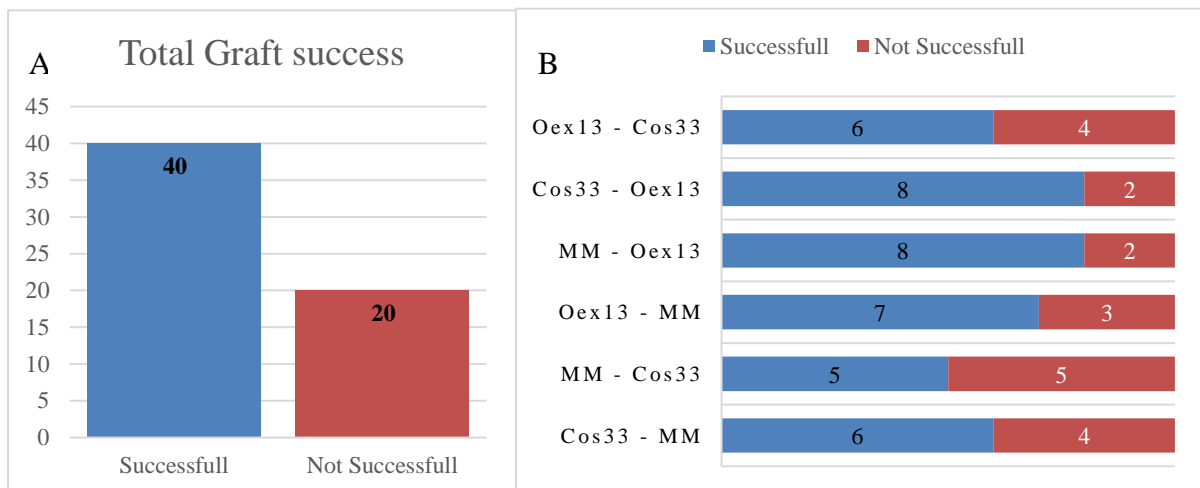 A
Total Graft success
45
40
35
30
25
20
15
10
5
0
40
20
Successfull
Not Successfull
B
Successfull
Not Successfull
Oex13 - Cos33
6
4
Cos33 - Oex13
8
2
MM - Oex13
8
2
Oex13 - MM
7
3
MM - Cos33
5
5
Cos33 - MM
6
4